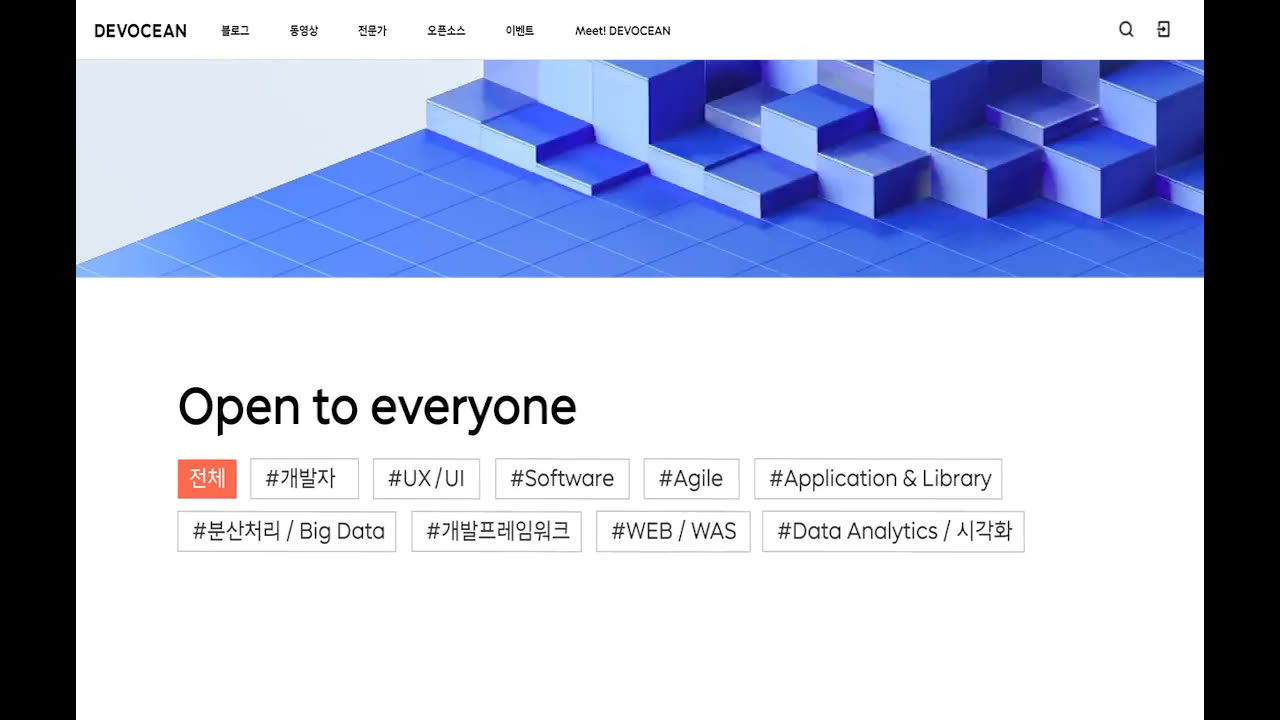 DEVOCEAN 블로그 동영상 전문가 오픈소스 이벤트 Meet! DEVOCEAN
Open to everyone
전체 #개발자 #UX / UI #Software #Agile #Application & Library
#분산처리 / Big Data #개발프레임워크 #WEB / WAS #Data Analytics / 시각화